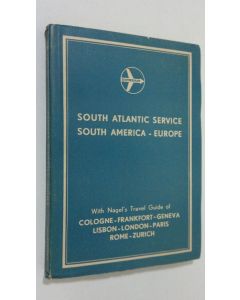 SOUTH ATLANTIC SERVICE
SOUTH AMERICA - EUROPE
With Nagel's Travel Guide of
COLOGNE - FRANKFORT - GENEVA
LISBON - LONDON - PARIS
ROME - ZURICH